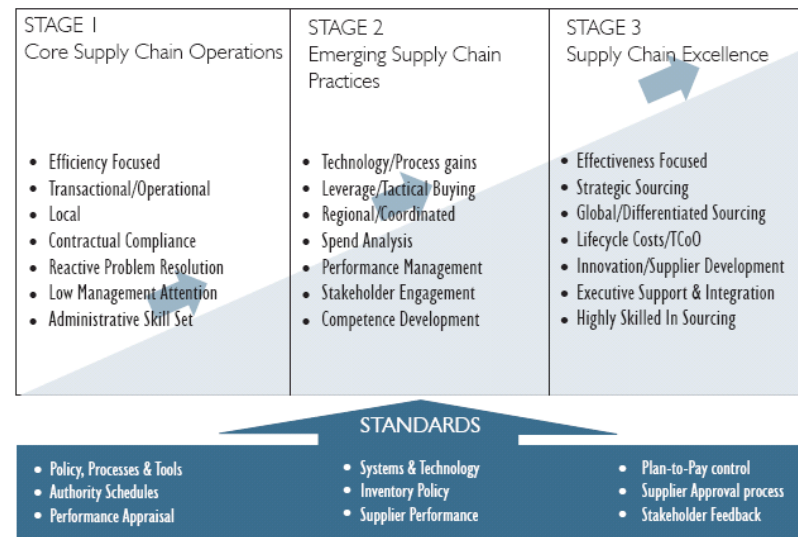 STAGE I
Core Supply Chain Operations
• Efficiency Focused
• Transactional/Operational
• Local
• Contractual Compliance
• Reactive Problem Resolution
• Low Management Attention
• Administrative Skill Set
STAGE 2
Emerging Supply Chain
Practices
• Technology/Process gains
• Leverage/Tactical Buying
• Regional/Coordinated
• Spend Analysis
• Performance Management
• Stakeholder Engagement
• Competence Development
STAGE 3
Supply Chain Excellence
• Effectiveness Focused
• Strategic Sourcing
• Global/Differentiated Sourcing
• Lifecycle Costs/TCoO
• Innovation/Supplier Development
• Executive Support & Integration
• Highly Skilled In Sourcing
STANDARDS
• Policy, Processes & Tools
• Authority Schedules
• Performance Appraisal
• Systems & Technology
• Inventory Policy
• Supplier Performance
• Plan-to-Pay control
• Supplier Approval process
• Stakeholder Feedback